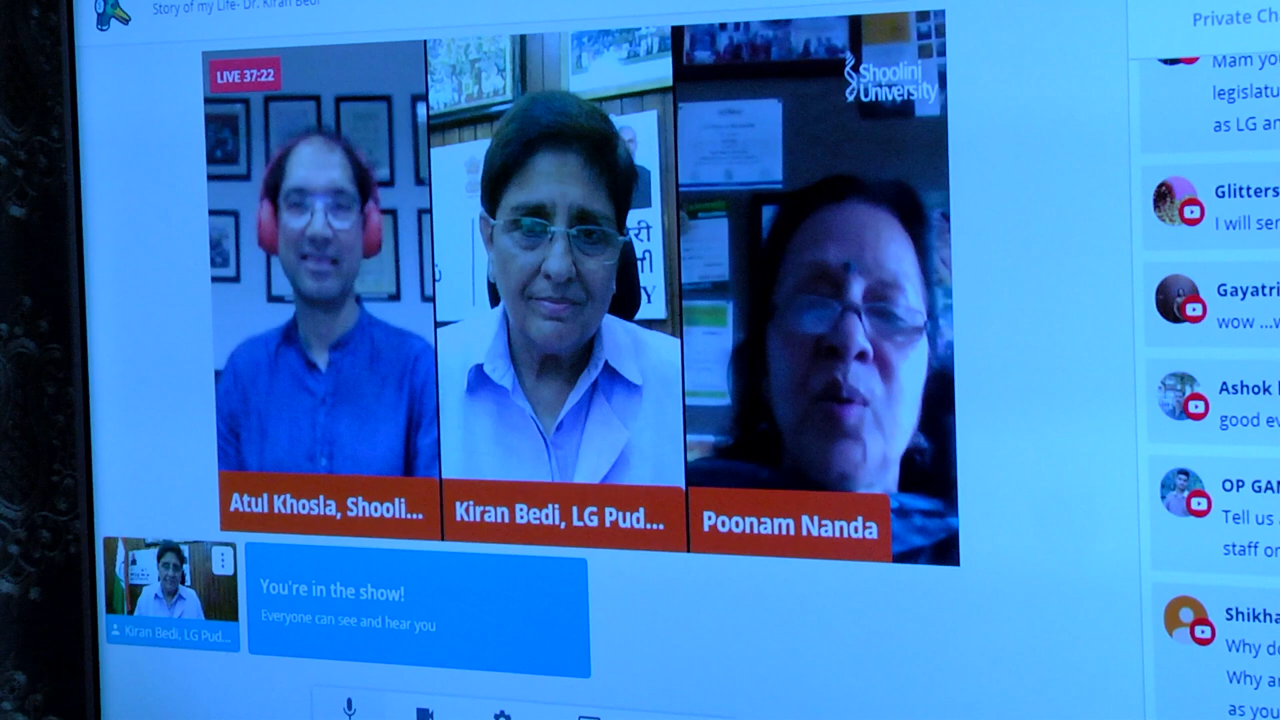 Story of my Life- Dr. Kiran Bedi
LIVE 37:22
Shoolini
University
री
ती
Y
Atul Khosla, Shooli...
Kiran Bedi, LG Pud...
Poonam Nanda
You're in the show!
Everyone can see and hear you
Kiran Bedi, LG Pud...
Private Ch
Mam yo
legislatu
as LG an
Glitters
I will ser
Gayatri
wow ...w
Ashok
good ev
OP GAN
Tell us
staff or
Shikha
Why do
Why ar
as you